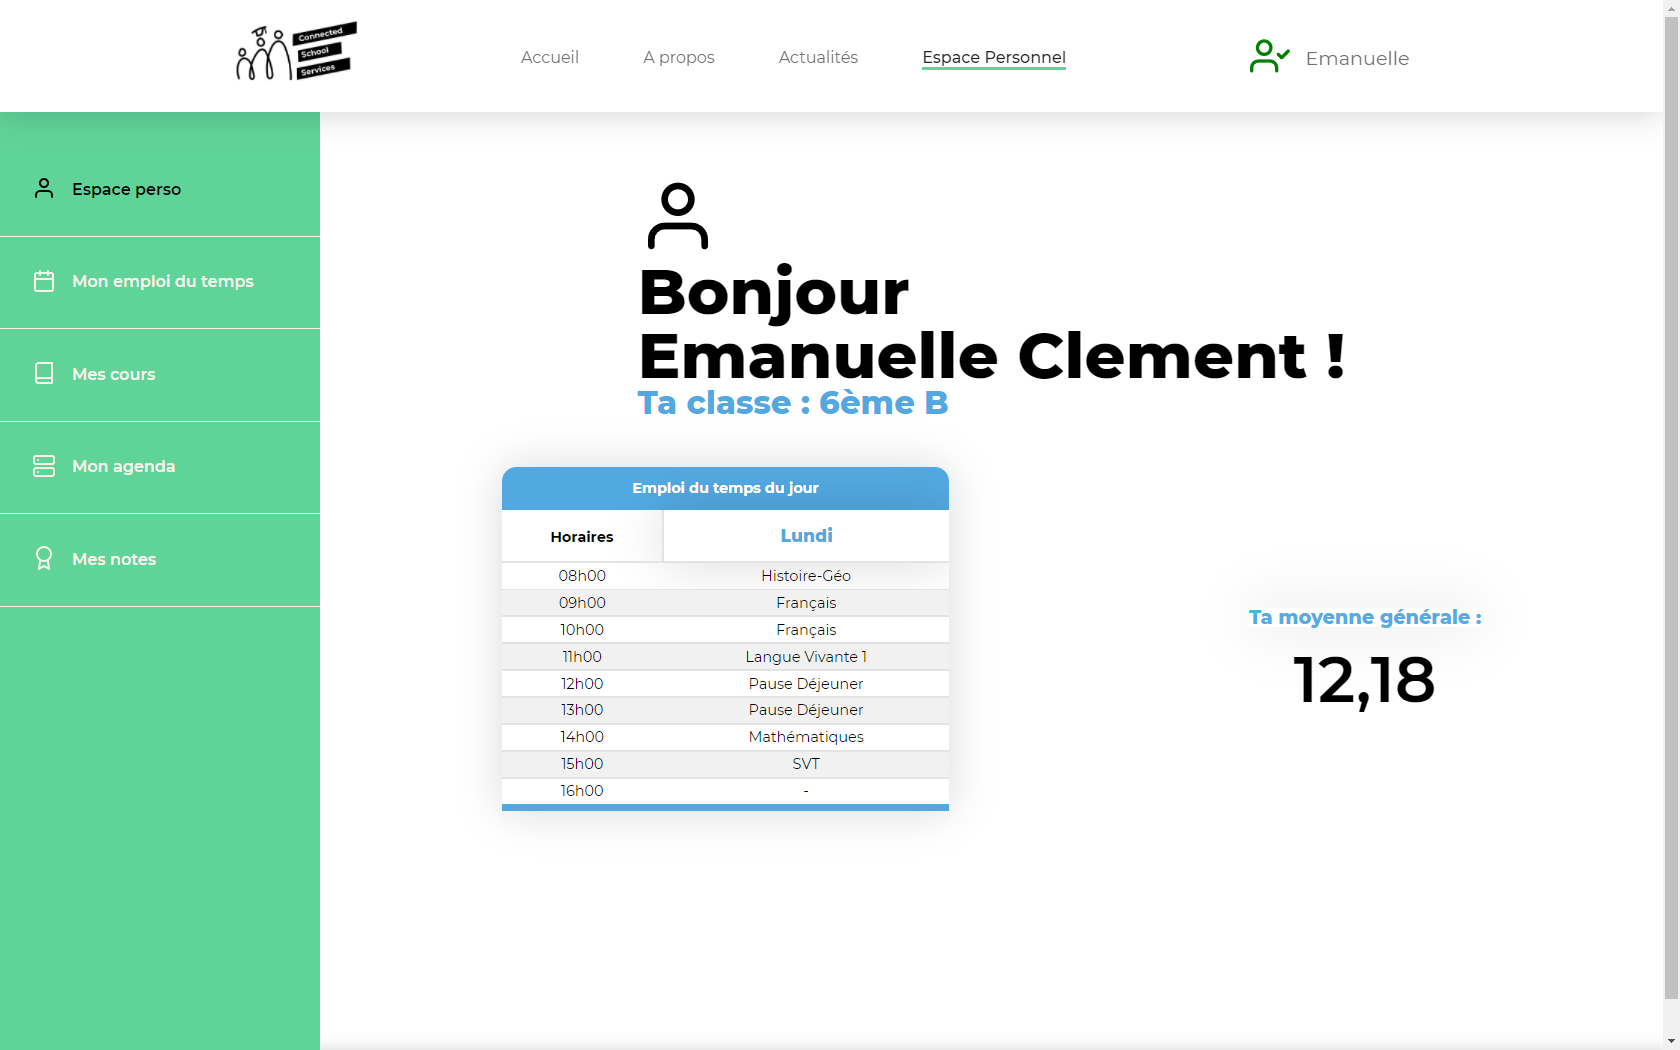 Connected
School
Services
Accueil
A propos
Actualités
Espace Personnel
Emanuelle
Espace perso
Mon emploi du temps
Mes cours
Mon agenda
Mes notes
Bonjour
Emanuelle Clement !
Ta classe : 6ème B
Emploi du temps du jour
Horaires Lundi
08h00 Histoire-Géo
09h00 Français
10h00 Français
11h00 Langue Vivante 1
12h00 Pause Déjeuner
13h00 Pause Déjeuner
14h00 Mathématiques
15h00 SVT
16h00 -
Ta moyenne générale :
12,18